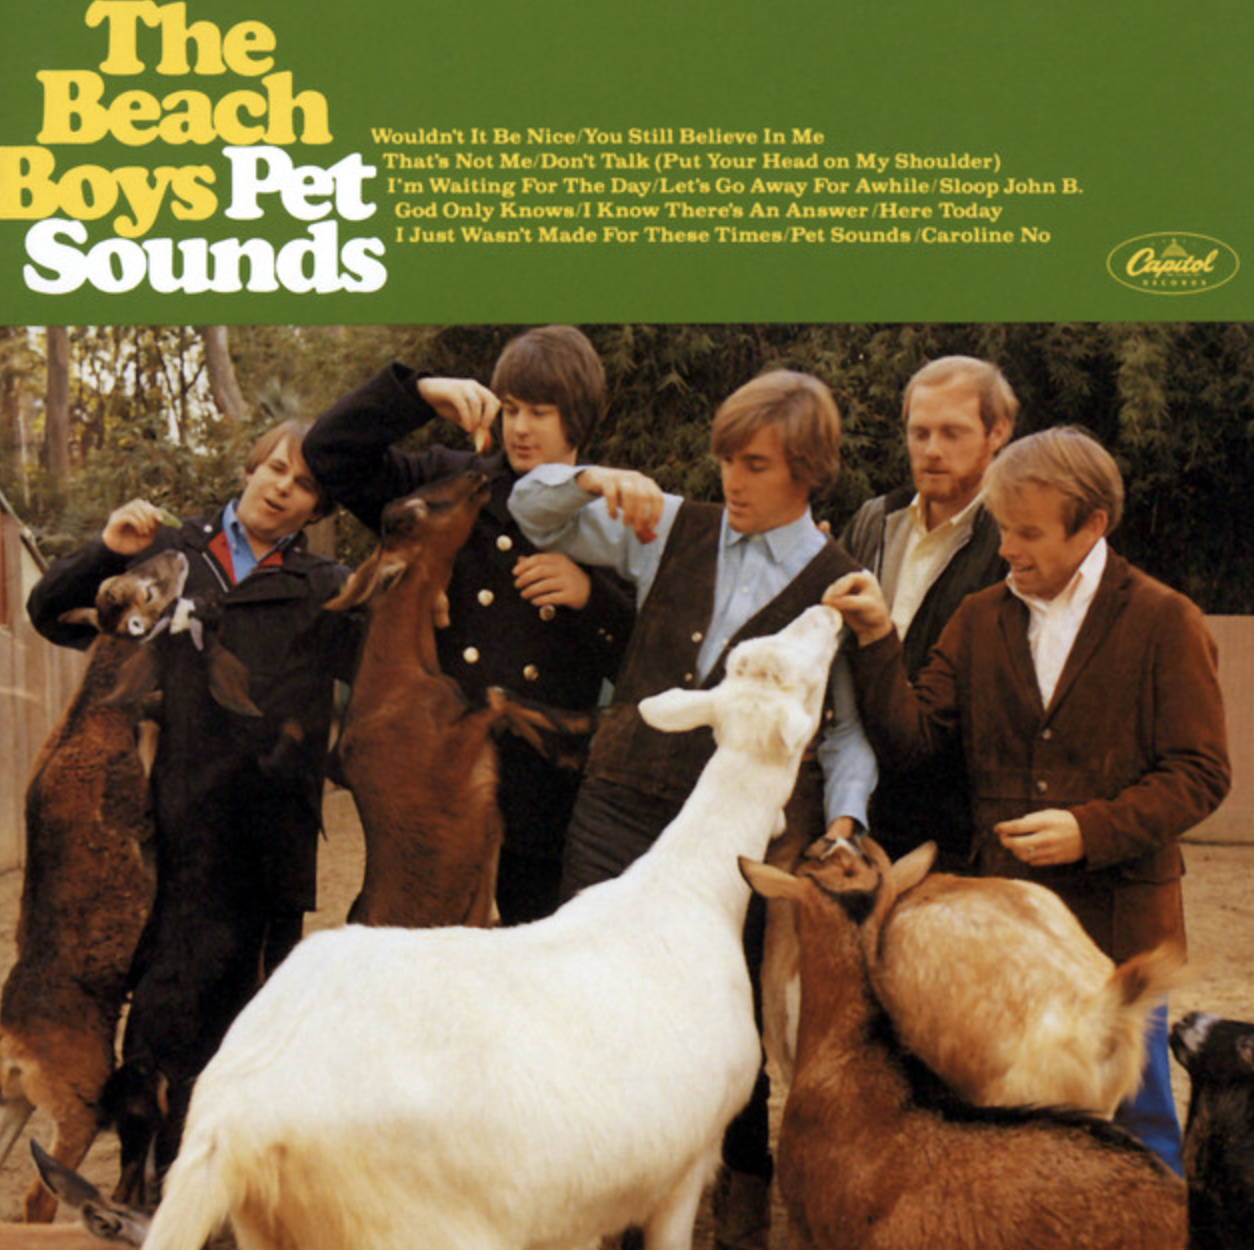 The
Beach
Boys Pet
Sounds
Wouldn't It Be Nice/You Still Believe In Me
That's Not Me/Don't Talk (Put Your Head on My Shoulder)
I'm Waiting For The Day/Let's Go Away For Awhile/Sloop John B.
God Only Knows/I Know There's An Answer/Here Today
I Just Wasn't Made For These Times/Pet Sounds/Caroline No
Capitol
RECORDS